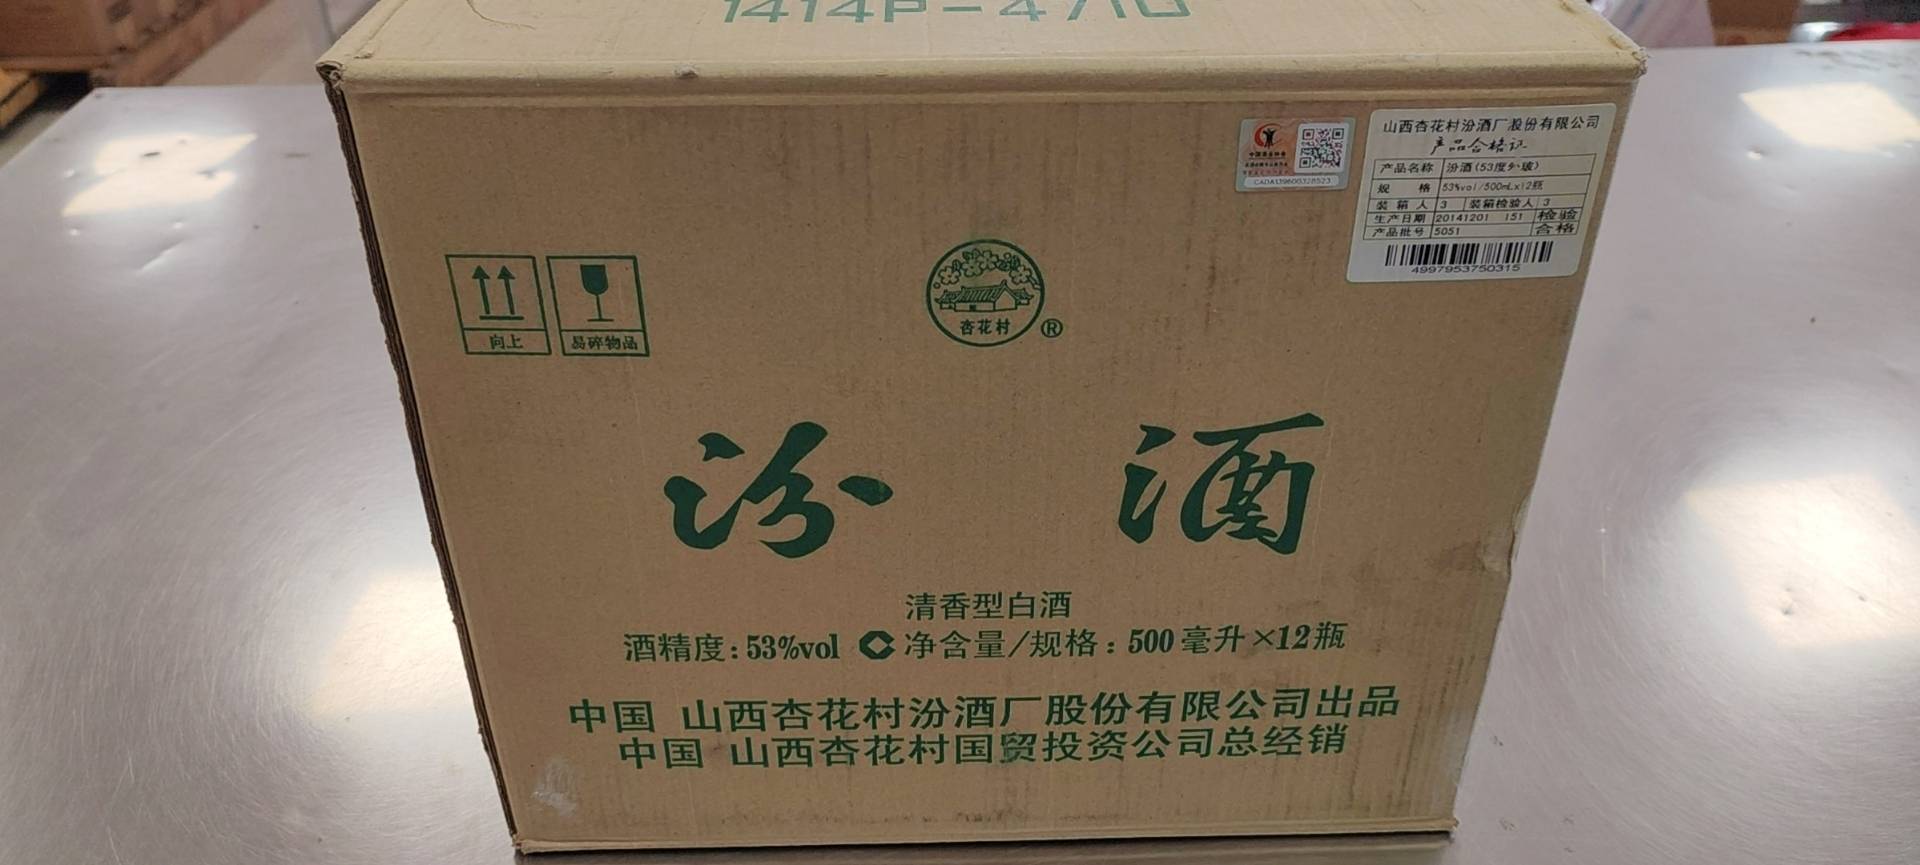 山西杏花村汾酒厂股份有限公司
产品合格证
产品名称 汾酒(53度外玻)
规 格 53%vol/500mLx12瓶
装箱人 3 装箱检验人 3
生产日期 20141201 151 检验
产品批号 5051 合格
4997953750315
中国酒业协会
CADA139600328523
向上
易碎物品
杏花村
®
汾 酒
清香型白酒
酒精度:53%vol 净含量/规格:500毫升×12瓶
中国 山西杏花村汾酒厂股份有限公司出品
中国 山西杏花村国贸投资公司总经销